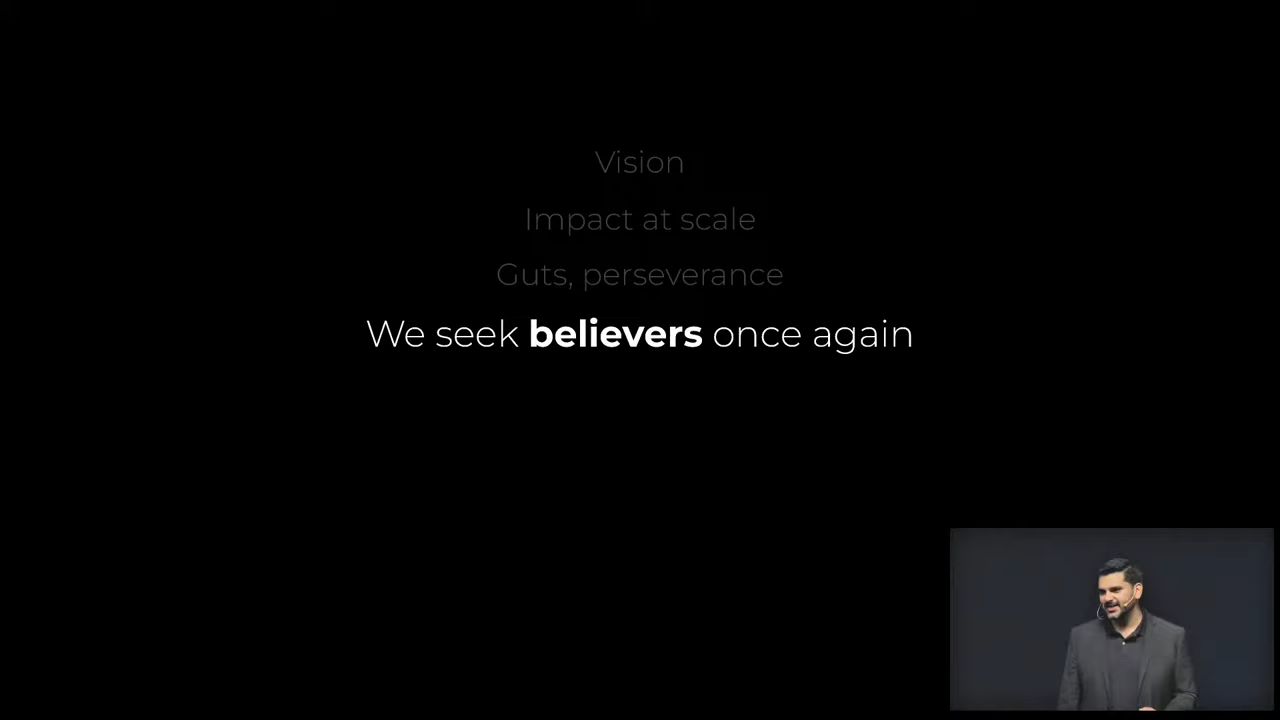 Vision
Impact at scale
Guts, perseverance
We seek believers once again